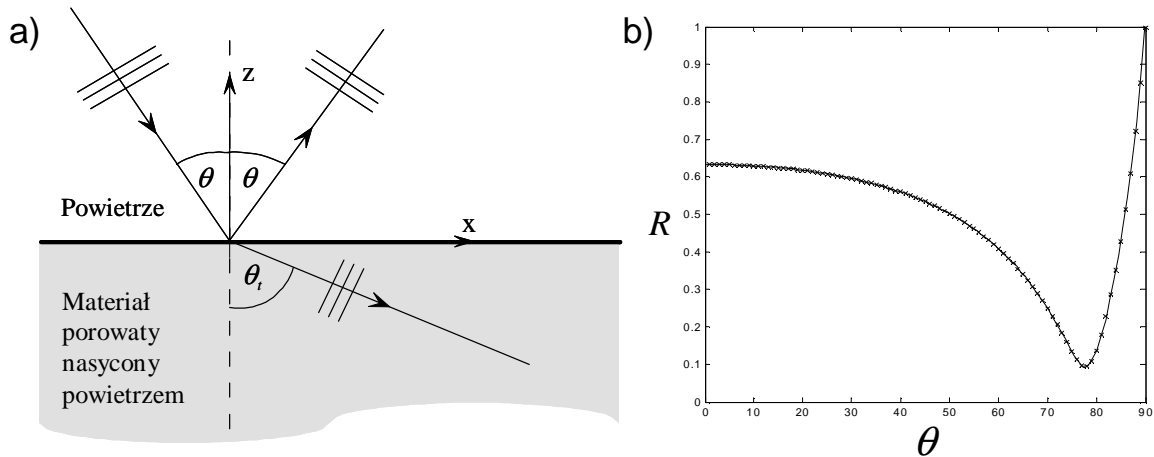 a)
z
θ θ
Powietrze
x
θt
Materiał
porowaty
nasycony
powietrzem
b)
1
0.9
0.8
0.7
0.6
R
0.5
0.4
0.3
0.2
0.1
0
0 10 20 30 40 50 60 70 80 90
θ